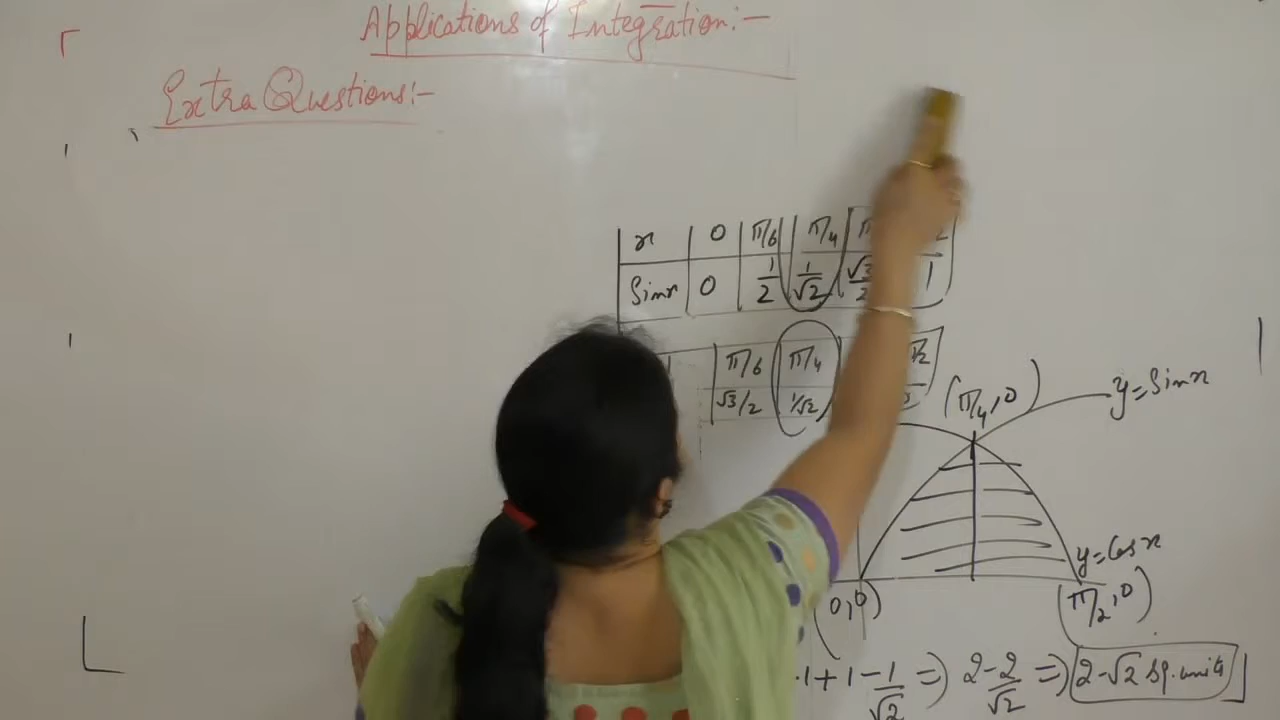 Applications of Integration:-
Extra Questions:-
x 0 π/6 π/4
Sinx 0 1/2 1/√2 1
π/6 π/4
√3/2 1/√2
(π/4, 0)
y=Sinx
y=Cosx
0,0)
(π/2, 0)
1+1-1/√2 => 2-2/√2 => 2-√2 Sq.units